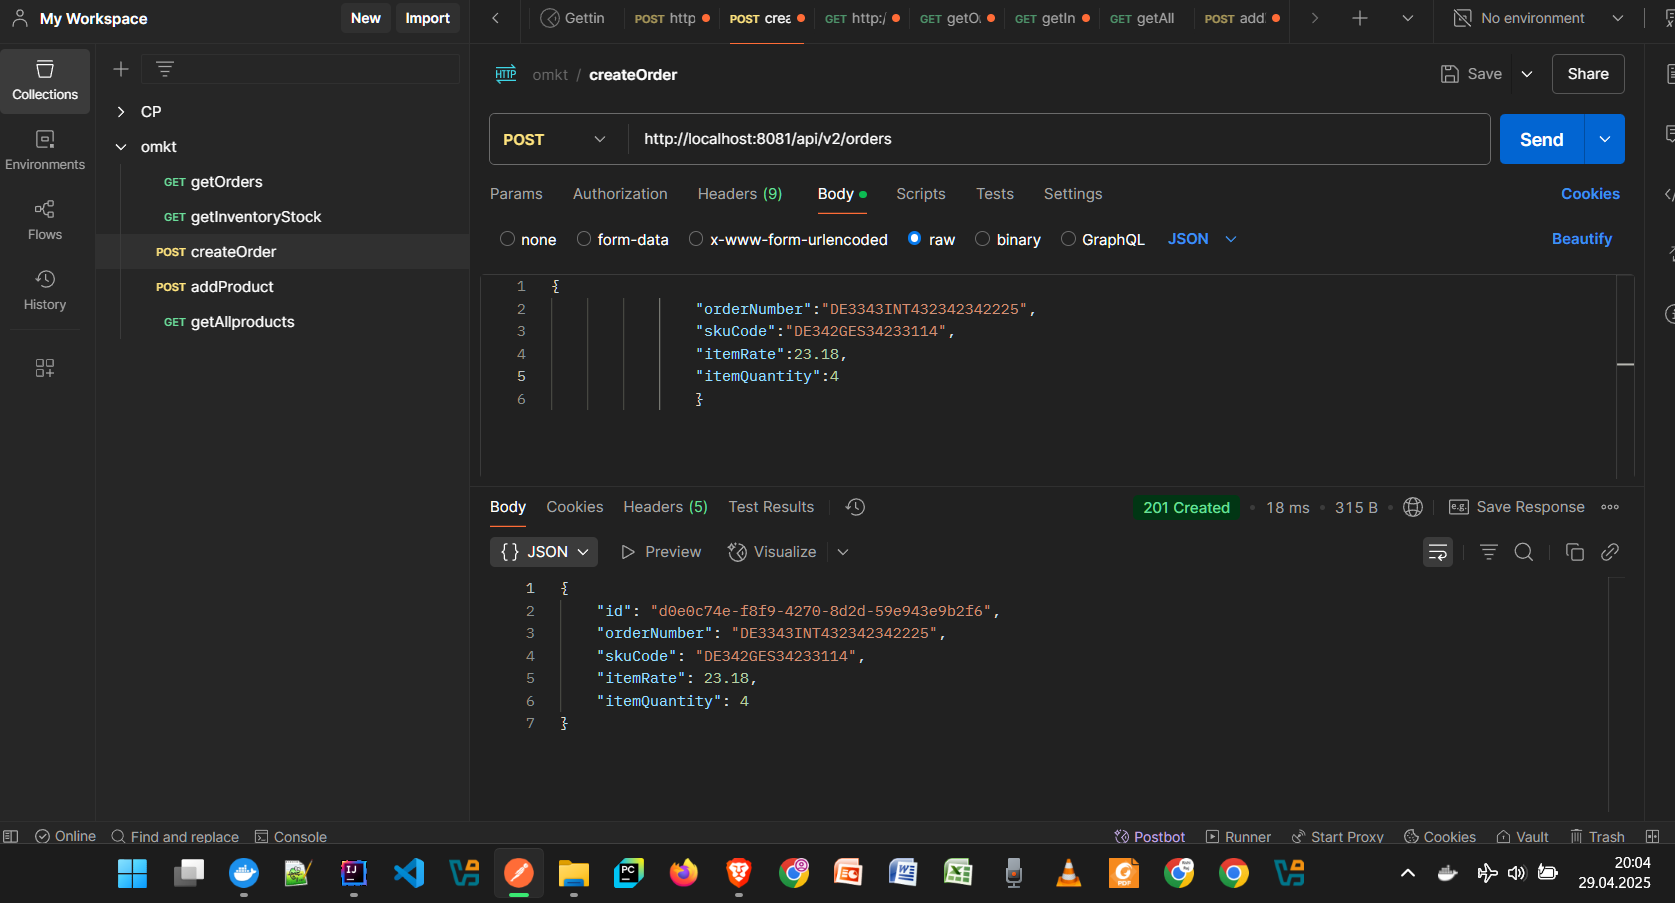 My Workspace
New
Import
Gettin
POST http
POST crea
GET http:/
GET getO
GET getIn
GET getAll
POST add
No environment
Collections
Environments
Flows
History
CP
omkt
GET getOrders
GET getInventoryStock
POST createOrder
POST addProduct
GET getAllproducts
HTTP omkt / createOrder
Save
Share
POST
http://localhost:8081/api/v2/orders
Send
Params
Authorization
Headers (9)
Body
Scripts
Tests
Settings
Cookies
none
form-data
x-www-form-urlencoded
raw
binary
GraphQL
JSON
Beautify
1 {
2 "orderNumber":"DE3343INT432342342225",
3 "skuCode":"DE342GES34233114",
4 "itemRate":23.18,
5 "itemQuantity":4
6 }
Body
Cookies
Headers (5)
Test Results
201 Created
18 ms
315 B
e.g. Save Response
{} JSON
Preview
Visualize
1 {
2 "id": "d0e0c74e-f8f9-4270-8d2d-59e943e9b2f6",
3 "orderNumber": "DE3343INT432342342225",
4 "skuCode": "DE342GES34233114",
5 "itemRate": 23.18,
6 "itemQuantity": 4
7 }
Online
Find and replace
Console
Postbot
Runner
Start Proxy
Cookies
Vault
Trash
IJ
PC
PDF
20:04
29.04.2025